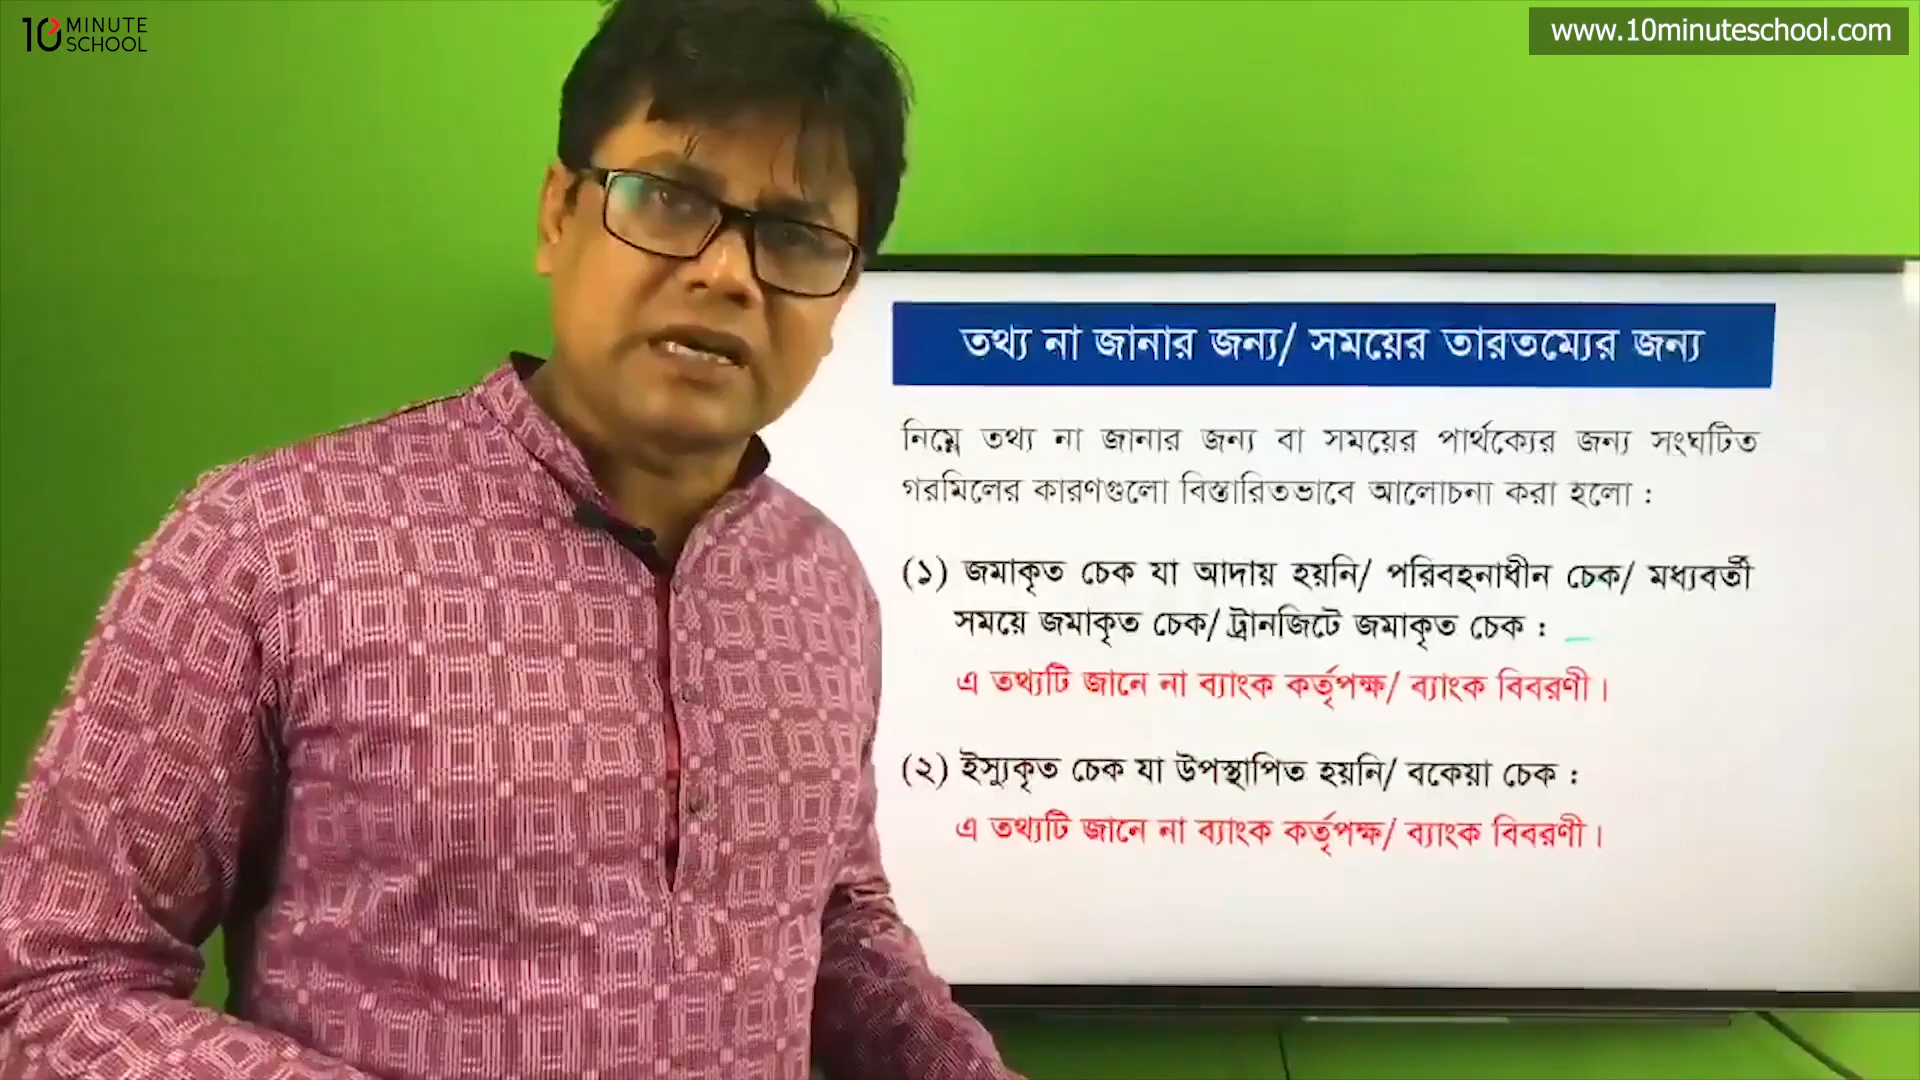 10 MINUTE
SCHOOL
www.10minuteschool.com
তথ্য না জানার জন্য/ সময়ের তারতম্যের জন্য
নিম্নে তথ্য না জানার জন্য বা সময়ের পার্থক্যের জন্য সংঘটিত
গরমিলের কারণগুলো বিস্তারিতভাবে আলোচনা করা হলো :
(১) জমাকৃত চেক যা আদায় হয়নি/ পরিবহনাধীন চেক/ মধ্যবর্তী
সময়ে জমাকৃত চেক/ ট্রানজিটে জমাকৃত চেক :
এ তথ্যটি জানে না ব্যাংক কর্তৃপক্ষ/ ব্যাংক বিবরণী।
(২) ইস্যুকৃত চেক যা উপস্থাপিত হয়নি/ বকেয়া চেক :
এ তথ্যটি জানে না ব্যাংক কর্তৃপক্ষ/ ব্যাংক বিবরণী।